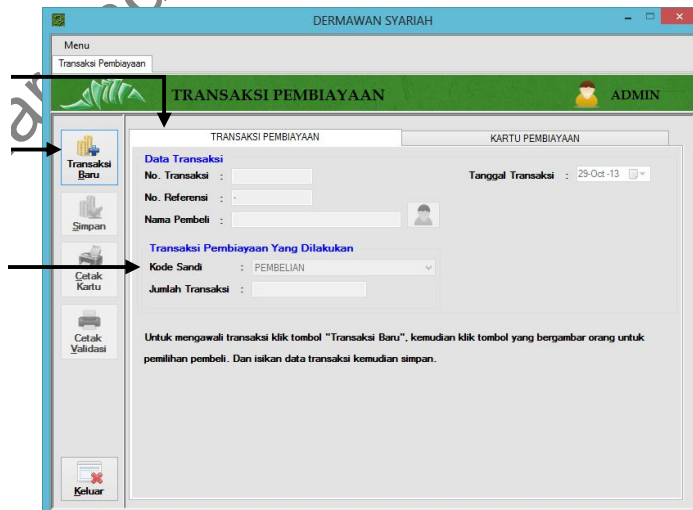 DERMAWAN SYARIAH
Menu
Transaksi Pembiayaan
TRANSAKSI PEMBIAYAAN
ADMIN
Transaksi Baru
Simpan
Cetak Kartu
Cetak Validasi
Keluar
TRANSAKSI PEMBIAYAAN
KARTU PEMBIAYAAN
Data Transaksi
No. Transaksi :
Tanggal Transaksi : 29-Oct-13
No. Referensi : -
Nama Pembeli :
Transaksi Pembiayaan Yang Dilakukan
Kode Sandi : PEMBELIAN
Jumlah Transaksi :
Untuk mengawali transaksi klik tombol "Transaksi Baru", kemudian klik tombol yang bergambar orang untuk
pemilihan pembeli. Dan isikan data transaksi kemudian simpan.